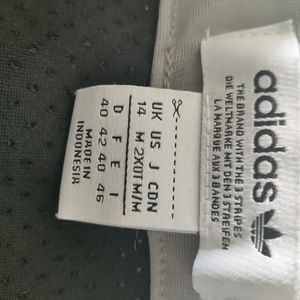 adidas
THE BRAND WITH THE 3 STRIPES
DIE WELTMARKE MIT DEN 3 STREIFEN
LA MARQUE AUX 3 BANDES
UK US J CDN
14 M 2XOT M/M
D F E I
40 42 40 46
MADE IN
INDONESIA